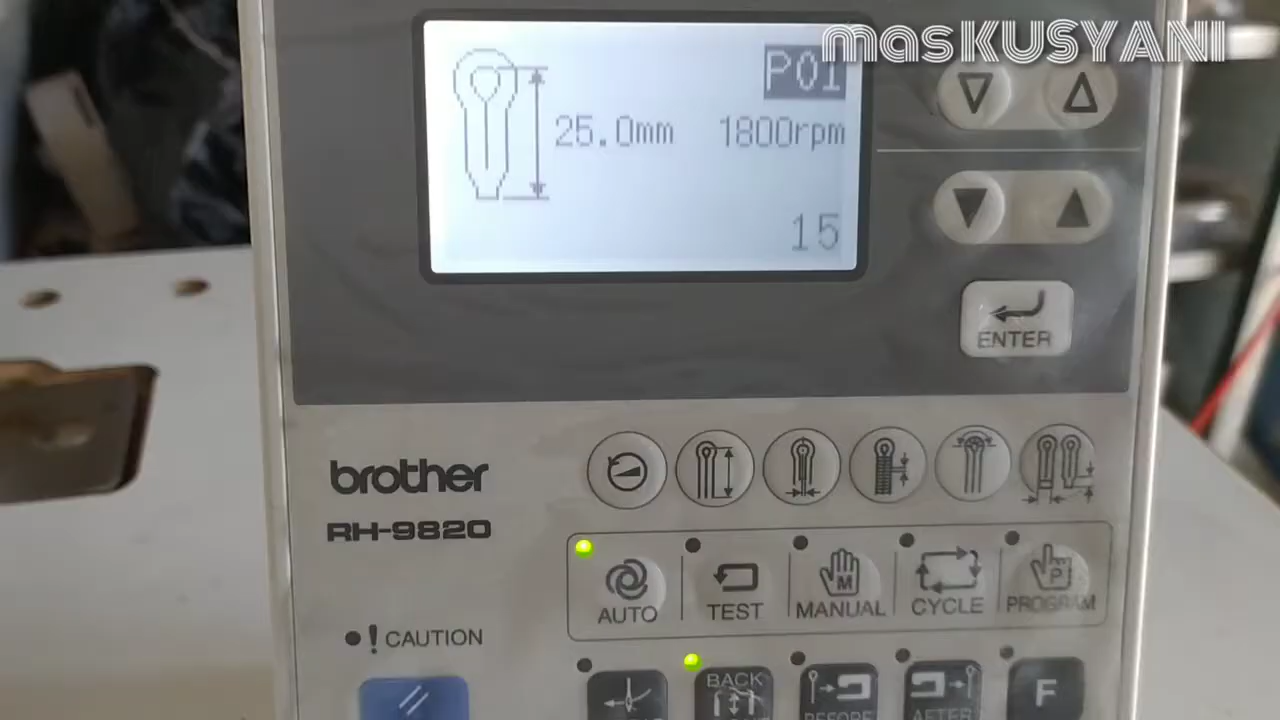 masKUSYANI
P01
25.0mm 1800rpm
15
ENTER
brother
RH-9820
AUTO
TEST
MANUAL
CYCLE
PROGRAM
! CAUTION
BACK
BEFORE
AFTER
F